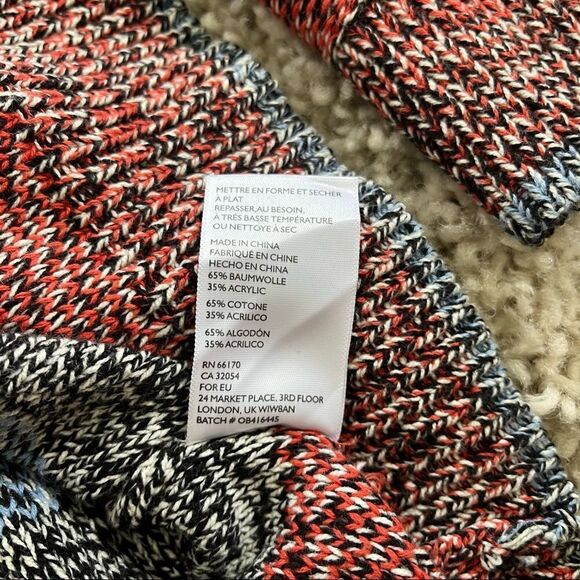 METTRE EN FORME ET SECHER
A PLAT
REPASSER,AU BESOIN,
À TRÈS BASSE TEMPÉRATURE
OU NETTOYER À SEC
MADE IN CHINA
FABRIQUÉ EN CHINE
HECHO EN CHINA
65% BAUMWOLLE
35% ACRYLIC
65% COTONE
35% ACRILICO
65% ALGODÓN
35% ACRILICO
RN 66170
CA 32054
FOR EU
24 MARKET PLACE, 3RD FLOOR
LONDON, UK WIW8AN
BATCH # OB416445